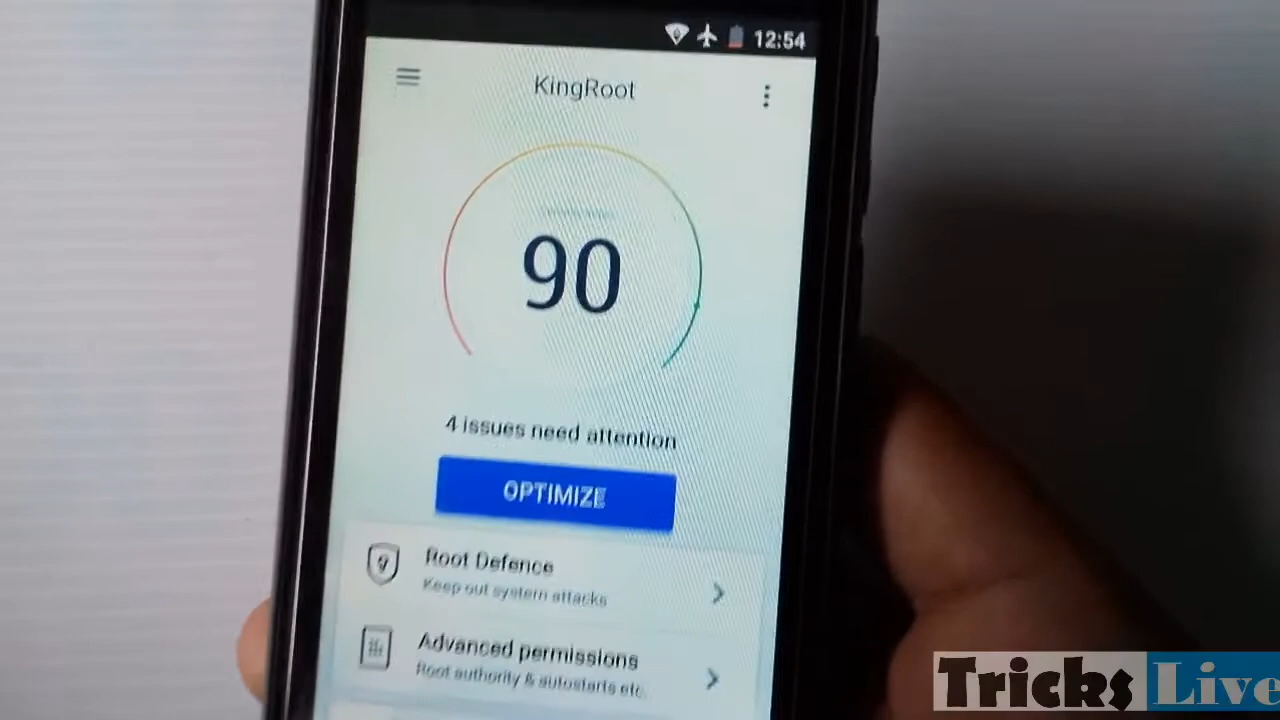 12:54
KingRoot
90
4 issues need attention
OPTIMIZE
Root Defence
Keep out system attacks
Advanced permissions
Root authority & autostarts etc.
Tricks Live